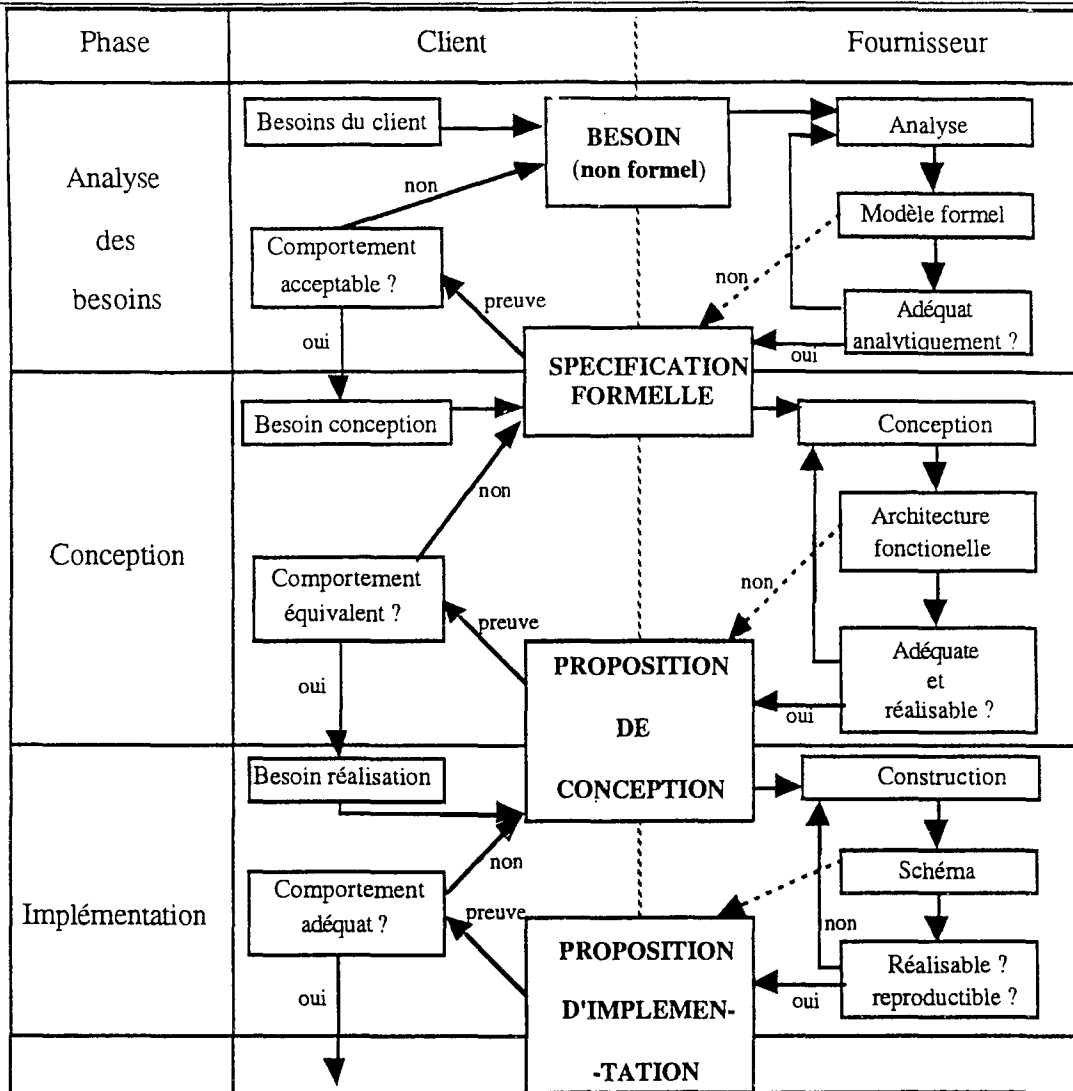 Phase
Client
Fournisseur
Analyse
des
besoins
Besoins du client
BESOIN
(non formel)
Analyse
non
Modèle formel
Comportement
acceptable ?
non
preuve
Adéquat
analytiquement ?
oui
oui
SPECIFICATION
FORMELLE
Conception
Besoin conception
Conception
non
Architecture
fonctionelle
Comportement
équivalent ?
non
preuve
Adéquate
et
réalisable ?
oui
oui
PROPOSITION
DE
CONCEPTION
Implémentation
Besoin réalisation
Construction
non
Schéma
Comportement
adéquat ?
preuve
non
Réalisable ?
reproductible ?
oui
oui
PROPOSITION
D'IMPLEMEN-
-TATION